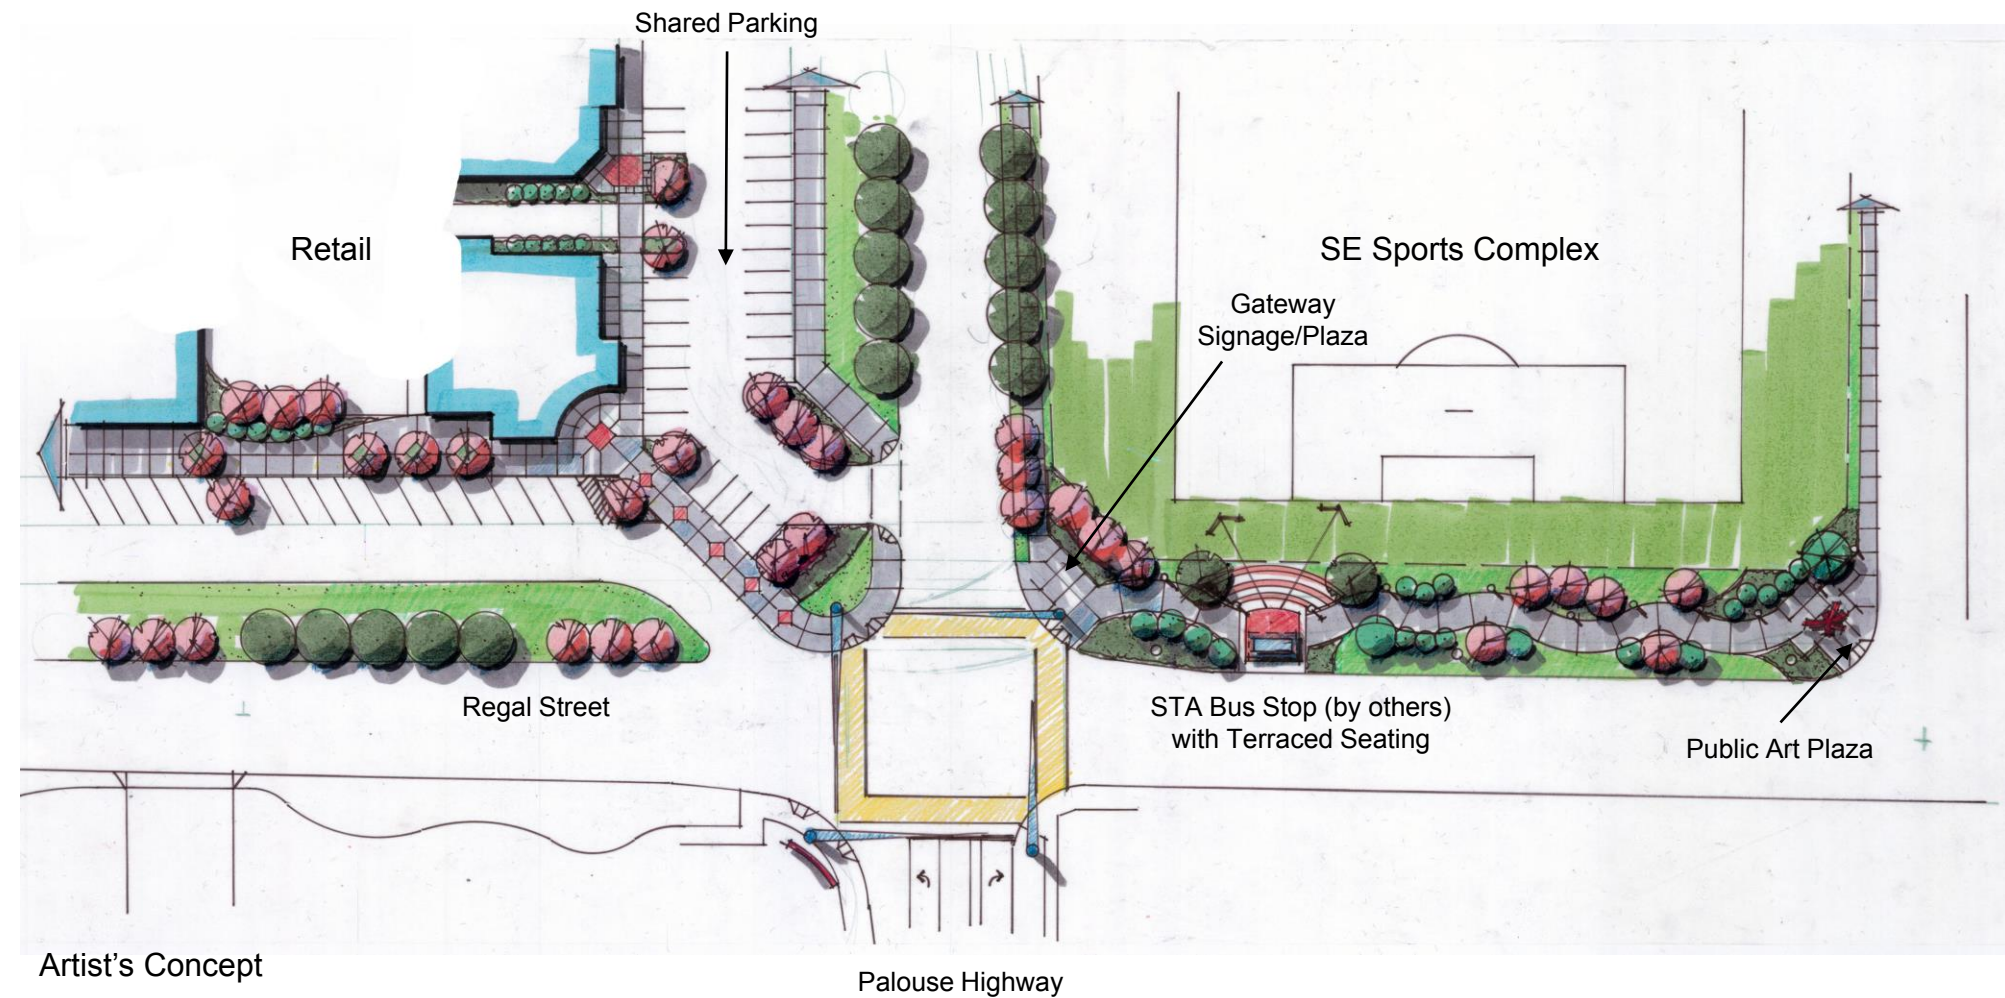 Shared Parking
Retail
SE Sports Complex
Gateway
Signage/Plaza
Regal Street
STA Bus Stop (by others)
with Terraced Seating
Public Art Plaza
Artist’s Concept
Palouse Highway